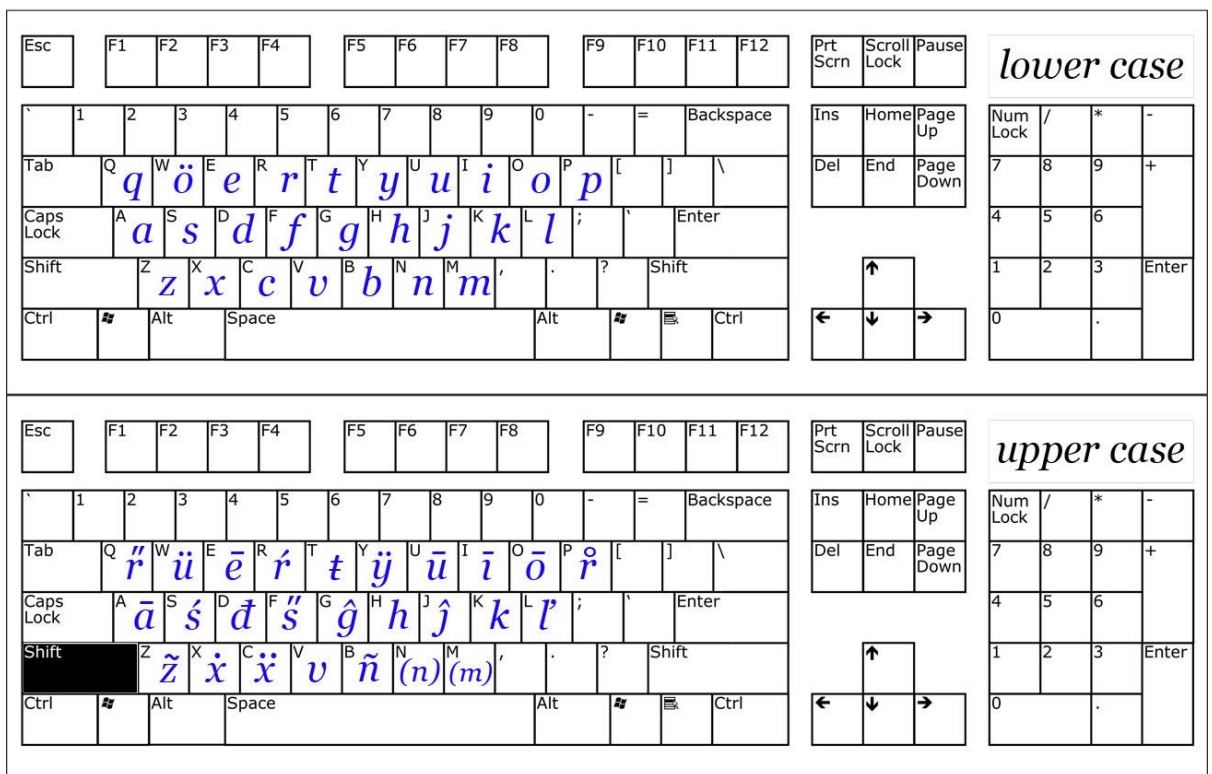 Esc F1 F2 F3 F4 F5 F6 F7 F8 F9 F10 F11 F12 Prt Scrn Scroll Lock Pause lower case
` 1 2 3 4 5 6 7 8 9 0 - = Backspace Ins Home Page Up Num Lock / * -
Tab Q q W ö E e R r T t Y y U u I i O o P p [ ] \ Del End Page Down 7 8 9 +
Caps Lock A a S s D d F f G g H h J j K k L l ; ' Enter 4 5 6
Shift Z z X x C c V v B b N n M m , . ? Shift 1 2 3 Enter
Ctrl Alt Space Alt Ctrl 0 .
Esc F1 F2 F3 F4 F5 F6 F7 F8 F9 F10 F11 F12 Prt Scrn Scroll Lock Pause upper case
` 1 2 3 4 5 6 7 8 9 0 - = Backspace Ins Home Page Up Num Lock / * -
Tab Q r̋ W ü E ē R ŕ T ŧ Y ÿ U ū I ī O ō P r̊ [ ] \ Del End Page Down 7 8 9 +
Caps Lock A ā S ś D đ F s̋ G ĝ H h J ĵ K k L ľ ; ' Enter 4 5 6
Shift Z z̃ X ẋ C ẍ V v B ñ N (n) M (m) , . ? Shift 1 2 3 Enter
Ctrl Alt Space Alt Ctrl 0 .